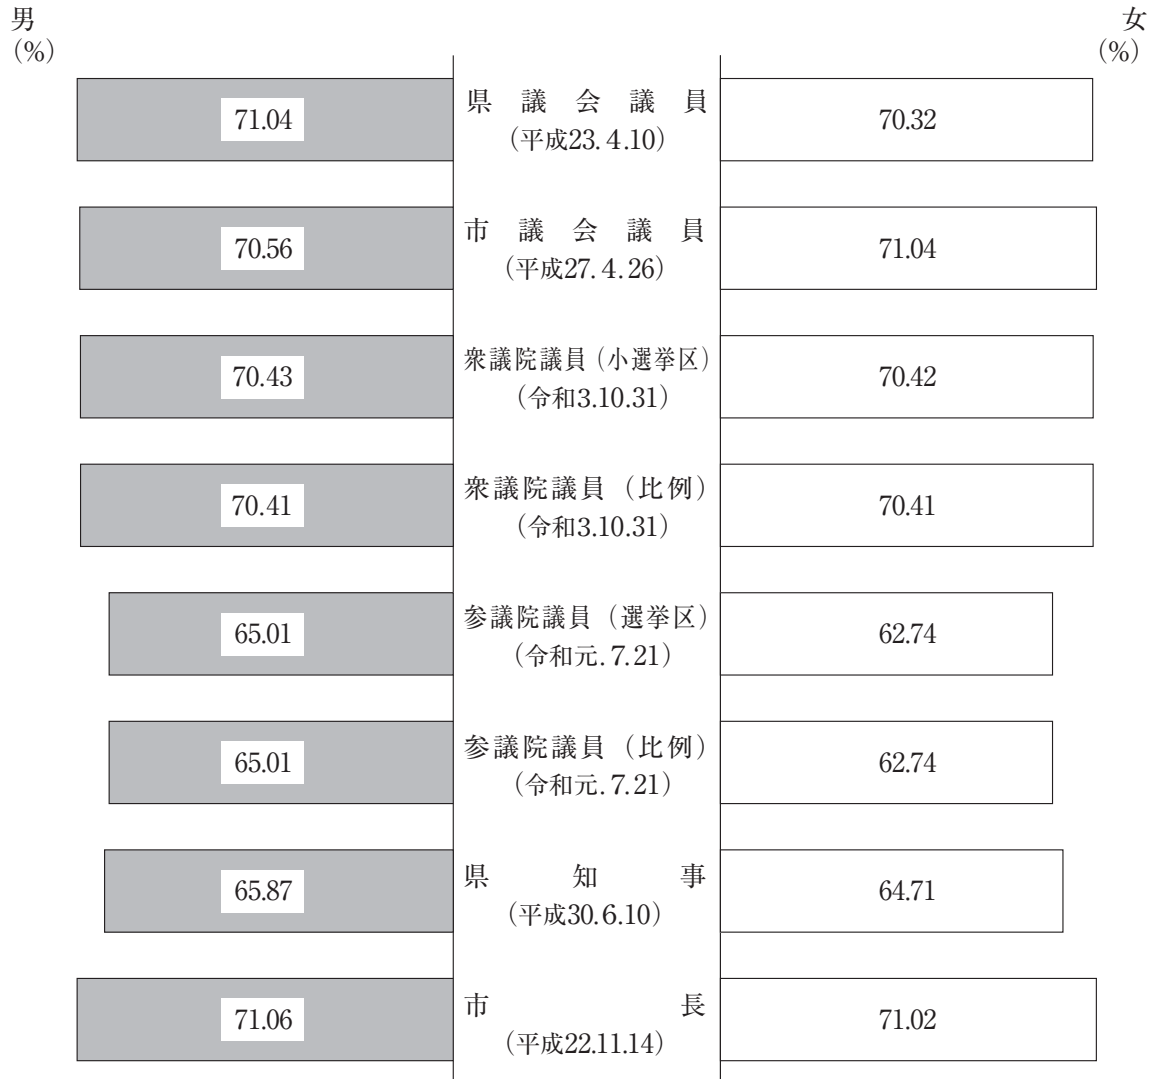 男
(%)
女
(%)
71.04
県議会議員
(平成23.4.10)
70.32
70.56
市議会議員
(平成27.4.26)
71.04
70.43
衆議院議員(小選挙区)
(令和3.10.31)
70.42
70.41
衆議院議員(比例)
(令和3.10.31)
70.41
65.01
参議院議員(選挙区)
(令和元.7.21)
62.74
65.01
参議院議員(比例)
(令和元.7.21)
62.74
65.87
県知事
(平成30.6.10)
64.71
71.06
市長
(平成22.11.14)
71.02